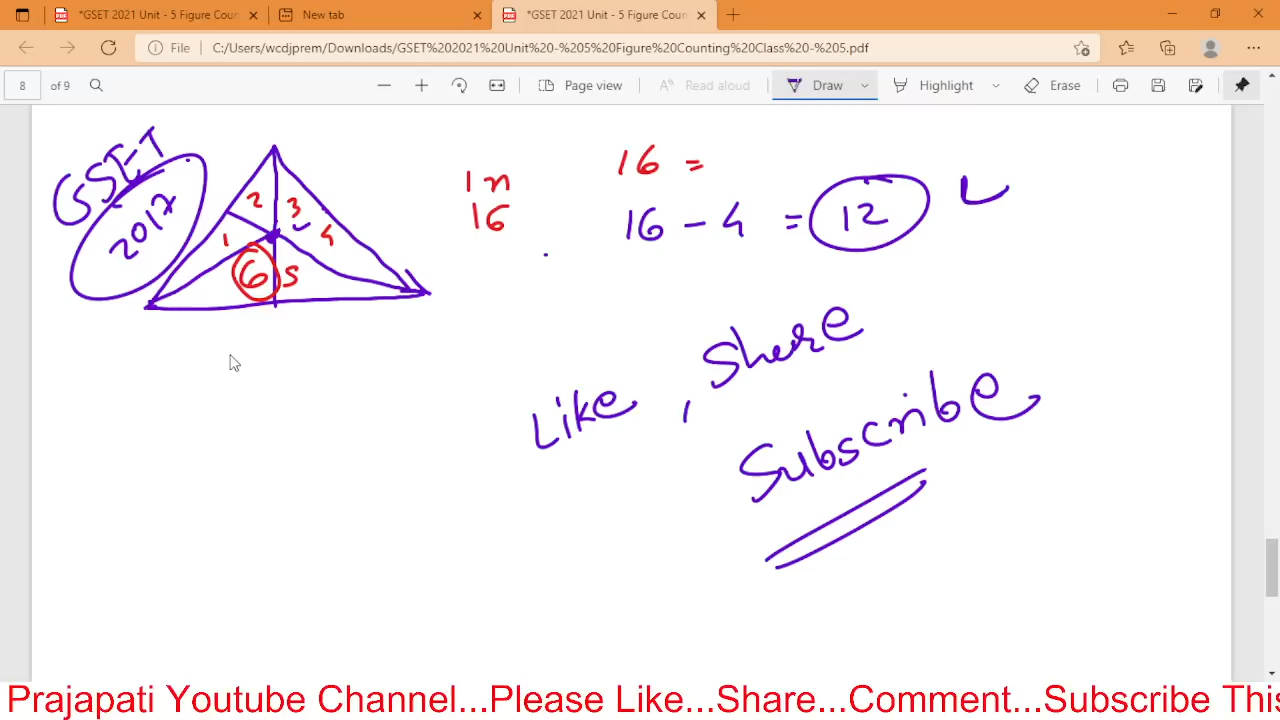 *GSET 2021 Unit - 5 Figure Coun
New tab
*GSET 2021 Unit - 5 Figure Coun
File
C:/Users/wcdjprem/Downloads/GSET%202021%20Unit%20-%205%20Figure%20Counting%20Class%20-%205.pdf
8 of 9
Page view
Read aloud
Draw
Highlight
Erase
GSET
2017
2 3
1 4
6 5
1n
16
16 =
16 - 4 = 12
Like , Share
Subscribe
Prajapati Youtube Channel...Please Like...Share...Comment...Subscribe This